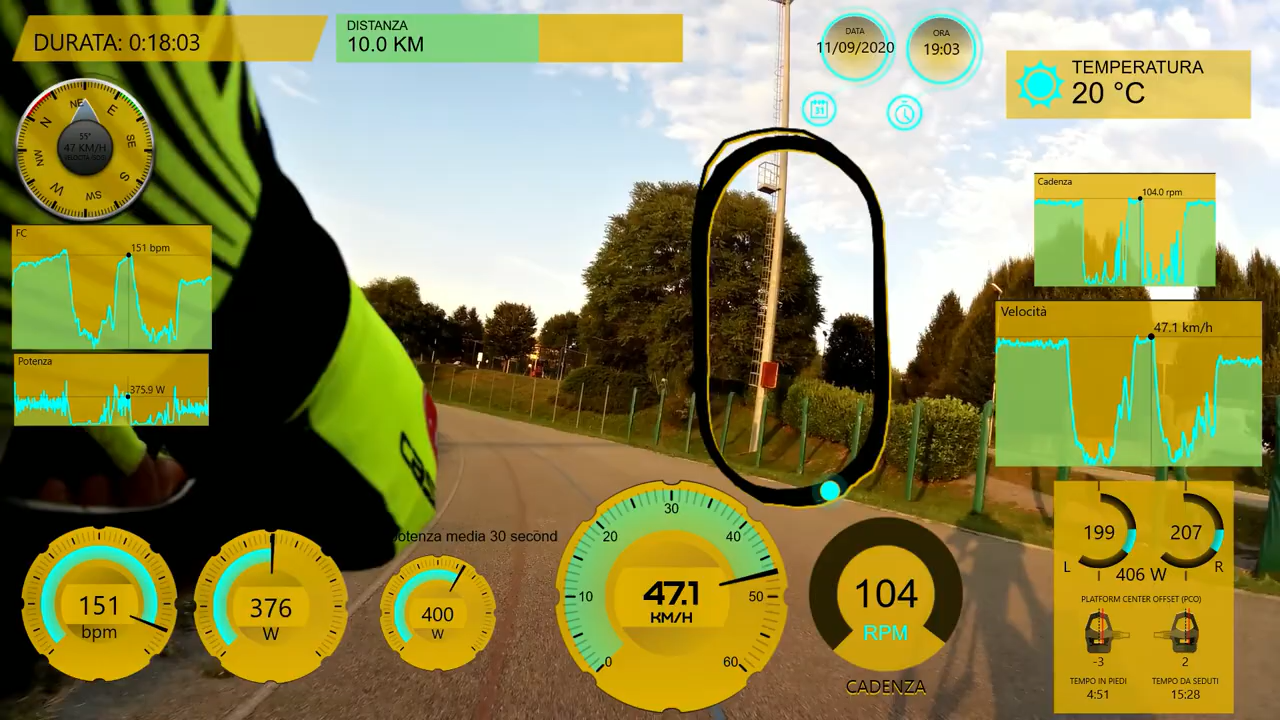 DURATA: 0:18:03
DISTANZA
10.0 KM
DATA
11/09/2020
ORA
19:03
31
TEMPERATURA
20 °C
NE
E
SE
S
SW
W
NW
N
55°
47 KM/H
FC
151 bpm
Potenza
375.9 W
Cadenza
104.0 rpm
Velocità
47.1 km/h
151
bpm
376
W
otenza media 30 second
400
W
0
10
20
30
40
50
60
47.1
KM/H
104
RPM
CADENZA
199
207
L
R
406 W
PLATFORM CENTER OFFSET (PCO)
-3
2
TEMPO IN PIEDI
4:51
TEMPO DA SEDUTI
15:28